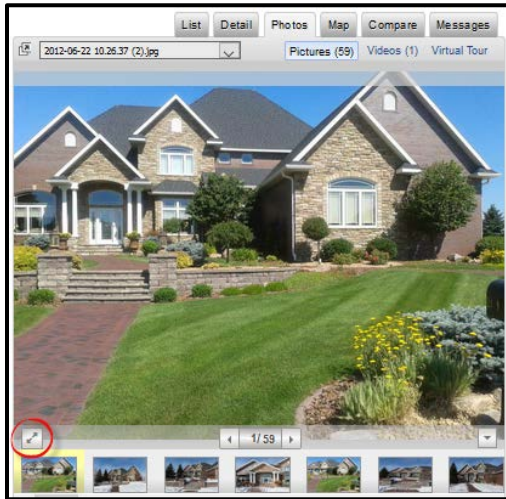 List Detail Photos Map Compare Messages
2012-06-22 10.26.37 (2).jpg Pictures (59) Videos (1) Virtual Tour
1/ 59